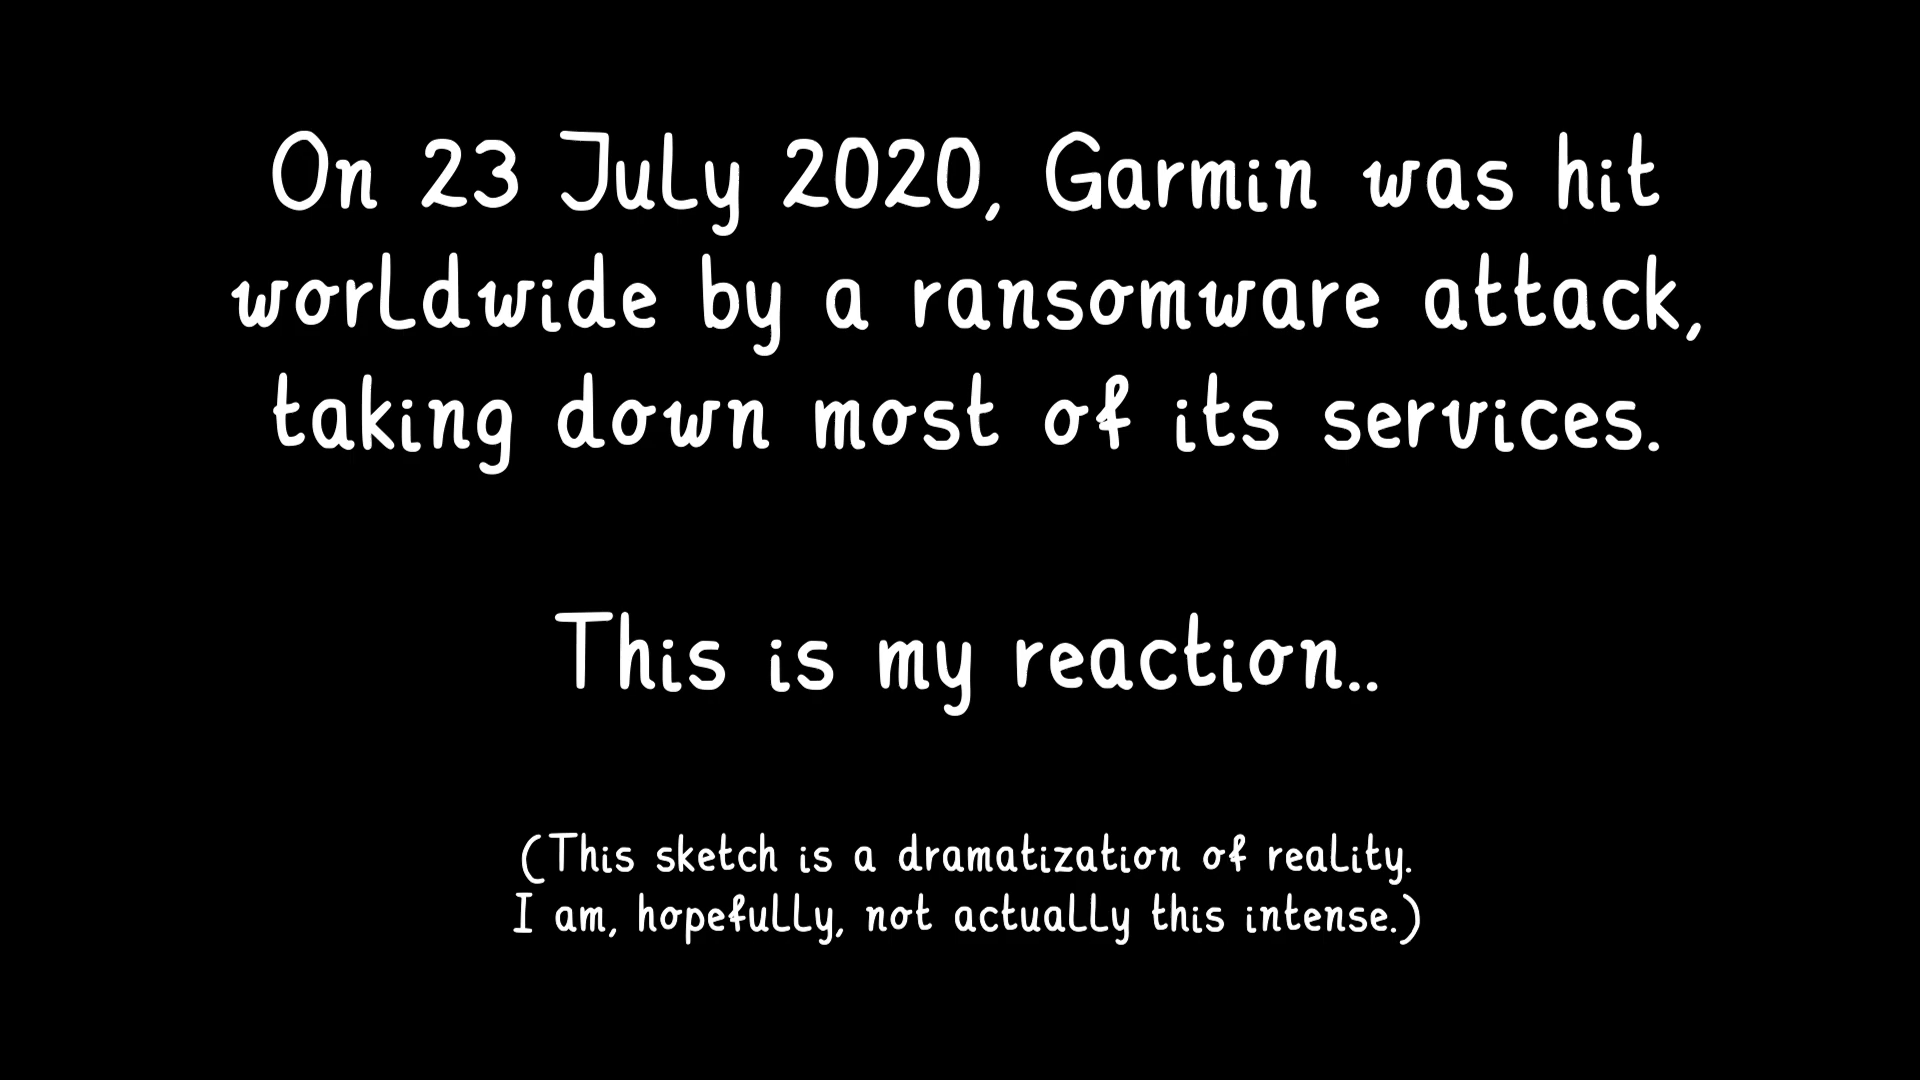 On 23 July 2020, Garmin was hit
worldwide by a ransomware attack,
taking down most of its services.
This is my reaction..
(This sketch is a dramatization of reality.
I am, hopefully, not actually this intense.)